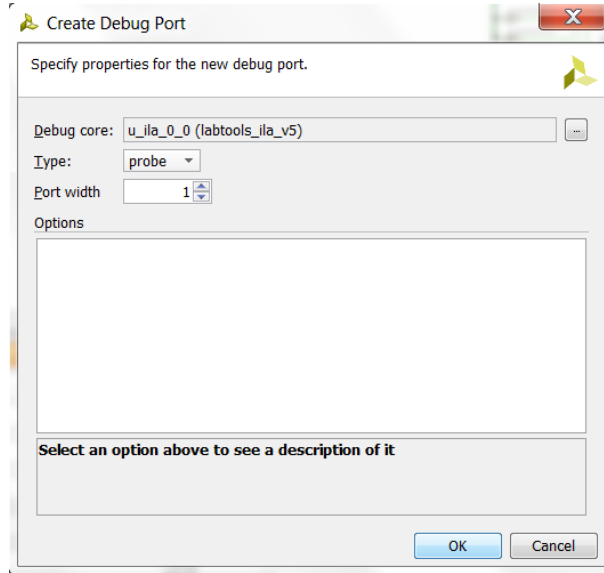 Create Debug Port
Specify properties for the new debug port.
Debug core: u_ila_0_0 (labtools_ila_v5) ...
Type: probe
Port width 1
Options
Select an option above to see a description of it
OK Cancel